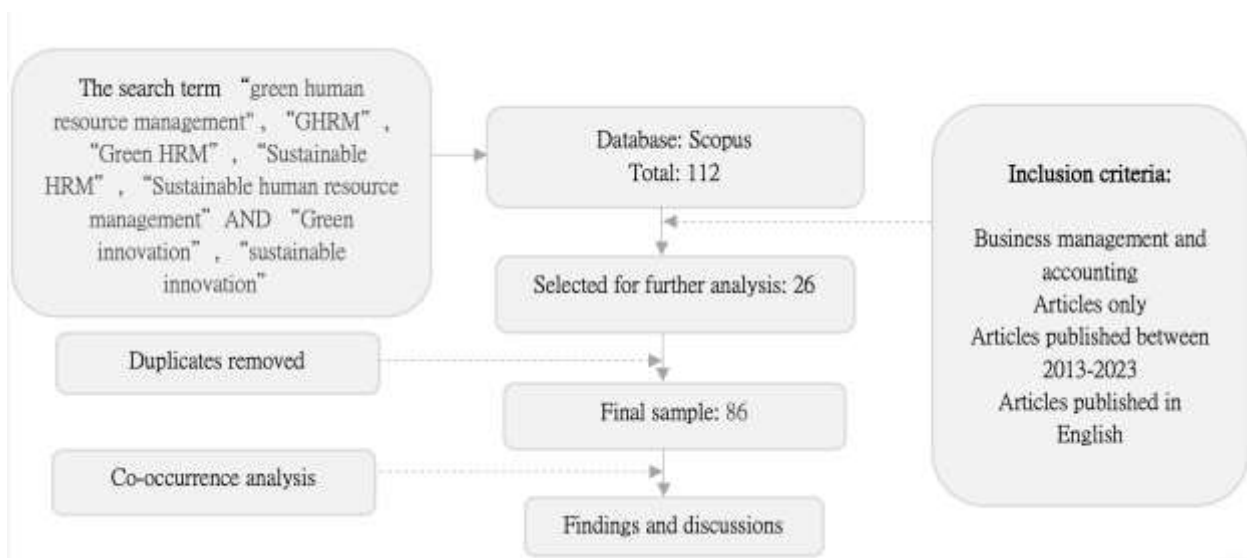 The search term “green human
resource management" , “GHRM” ,
“Green HRM” , “Sustainable
HRM” , “Sustainable human resource
management” AND “Green
innovation” , “sustainable
innovation”
Database: Scopus
Total: 112
Inclusion criteria:
Business management and
accounting
Articles only
Articles published between
2013-2023
Articles published in
English
Selected for further analysis: 26
Duplicates removed
Final sample: 86
Co-occurrence analysis
Findings and discussions